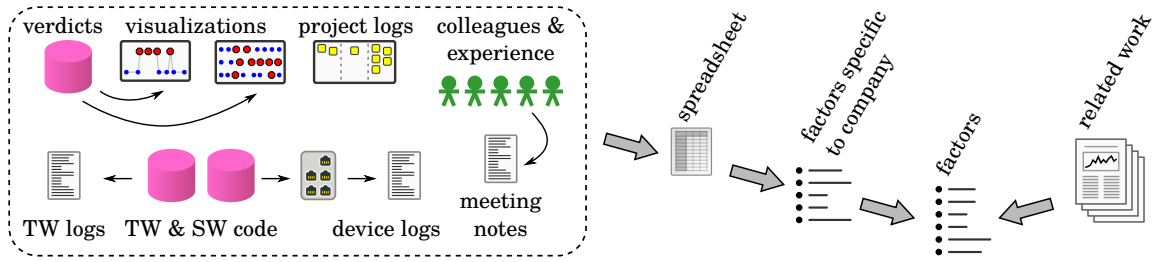 verdicts
visualizations
project logs
colleagues &
experience
TW logs
TW & SW code
device logs
meeting
notes
spreadsheet
factors specific
to company
factors
related work